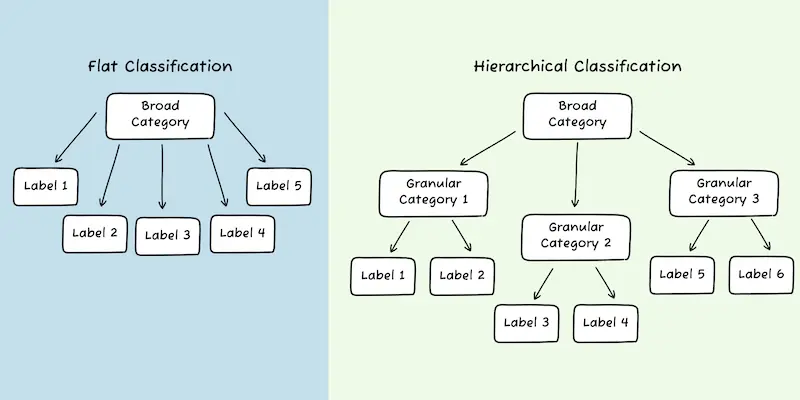 Flat Classification
Broad
Category
Label 1
Label 5
Label 2
Label 3
Label 4
Hierarchical Classification
Broad
Category
Granular
Category 1
Granular
Category 3
Granular
Category 2
Label 1
Label 2
Label 5
Label 6
Label 3
Label 4